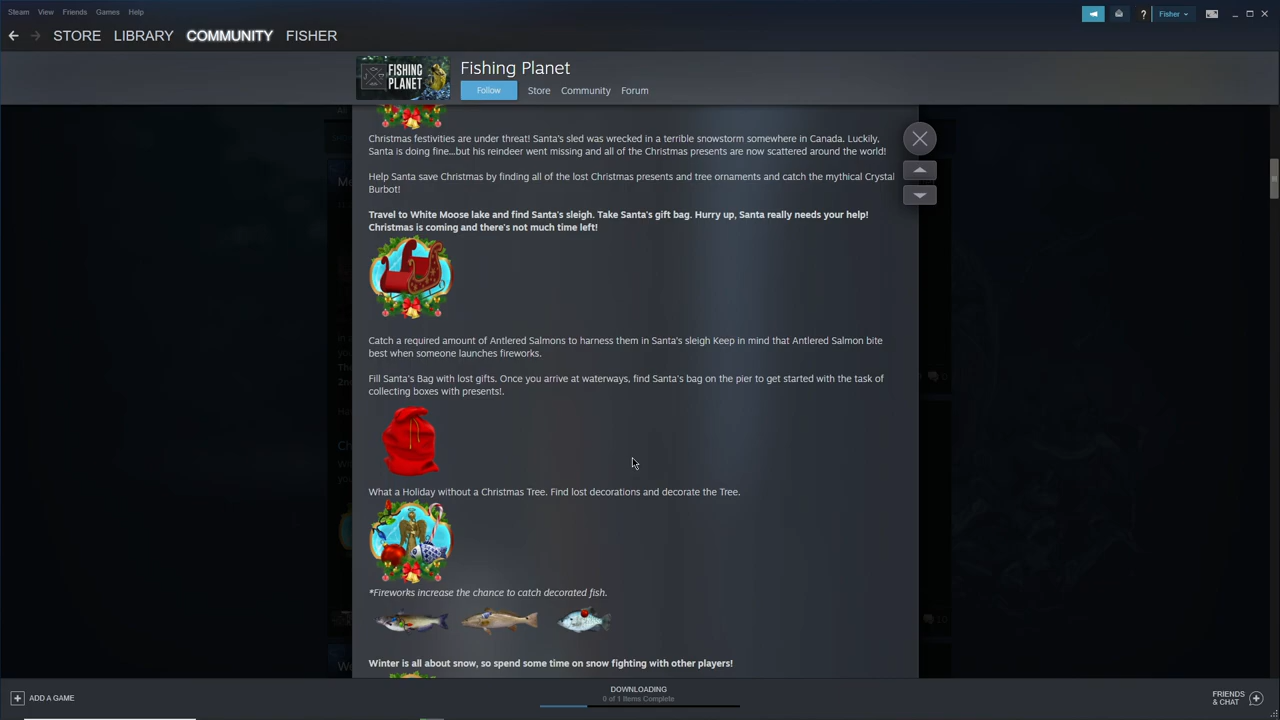 Steam View Friends Games Help
Fisher
STORE LIBRARY COMMUNITY FISHER
FISHING PLANET
Fishing Planet
Follow Store Community Forum
Christmas festivities are under threat! Santa's sled was wrecked in a terrible snowstorm somewhere in Canada. Luckily,
Santa is doing fine...but his reindeer went missing and all of the Christmas presents are now scattered around the world!
Help Santa save Christmas by finding all of the lost Christmas presents and tree ornaments and catch the mythical Crystal
Burbot!
Travel to White Moose lake and find Santa's sleigh. Take Santa's gift bag. Hurry up, Santa really needs your help!
Christmas is coming and there's not much time left!
Catch a required amount of Antlered Salmons to harness them in Santa's sleigh Keep in mind that Antlered Salmon bite
best when someone launches fireworks.
Fill Santa's Bag with lost gifts. Once you arrive at waterways, find Santa's bag on the pier to get started with the task of
collecting boxes with presents!.
What a Holiday without a Christmas Tree. Find lost decorations and decorate the Tree.
*Fireworks increase the chance to catch decorated fish.
Winter is all about snow, so spend some time on snow fighting with other players!
ADD A GAME
DOWNLOADING
0 of 1 Items Complete
FRIENDS
& CHAT